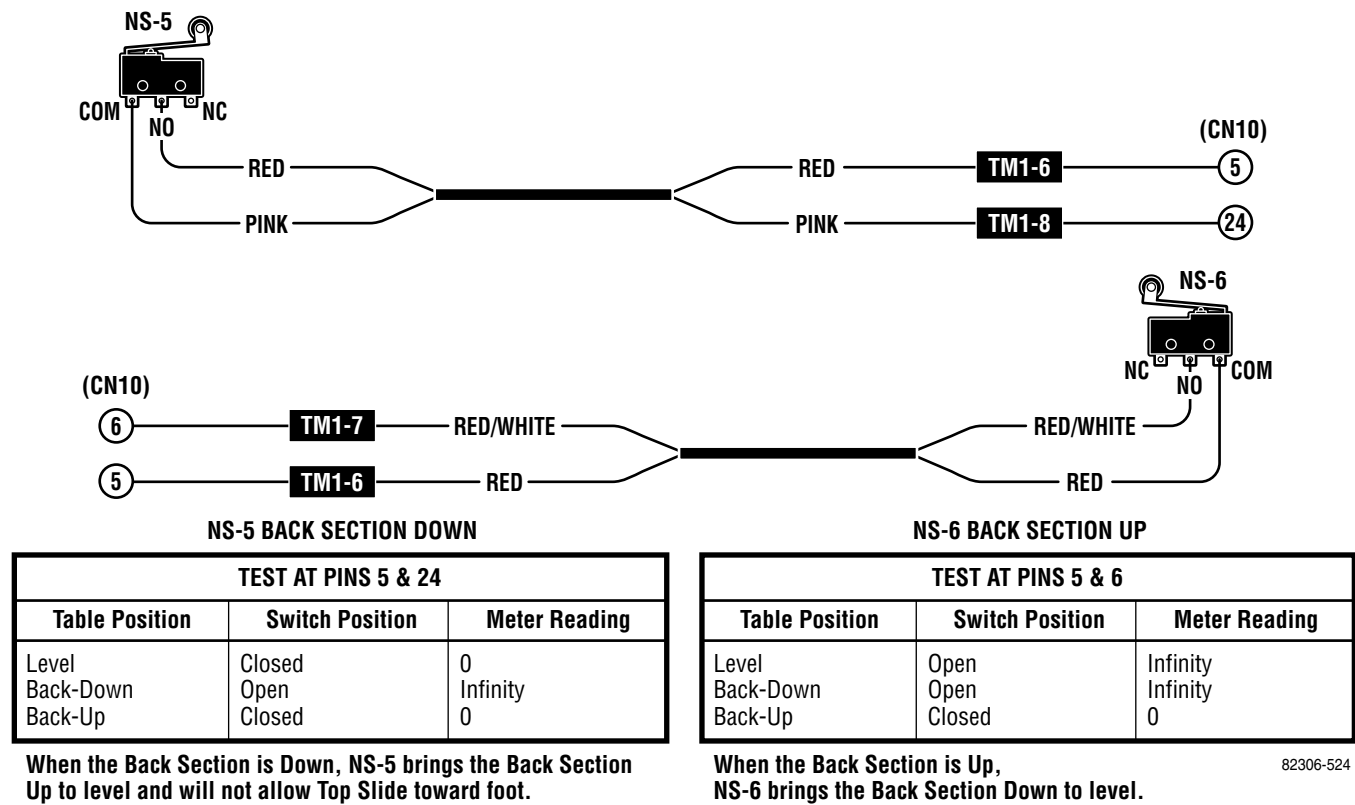 NS-5
COM
NO
NC
(CN10)
RED
RED
TM1-6
5
PINK
PINK
TM1-8
24
NS-6
NC
NO
COM
(CN10)
6
TM1-7
RED/WHITE
RED/WHITE
5
TM1-6
RED
RED
NS-5 BACK SECTION DOWN
TEST AT PINS 5 & 24
Table Position Switch Position Meter Reading
Level Closed 0
Back-Down Open Infinity
Back-Up Closed 0
When the Back Section is Down, NS-5 brings the Back Section
Up to level and will not allow Top Slide toward foot.
NS-6 BACK SECTION UP
TEST AT PINS 5 & 6
Table Position Switch Position Meter Reading
Level Open Infinity
Back-Down Open Infinity
Back-Up Closed 0
When the Back Section is Up,
NS-6 brings the Back Section Down to level.
82306-524